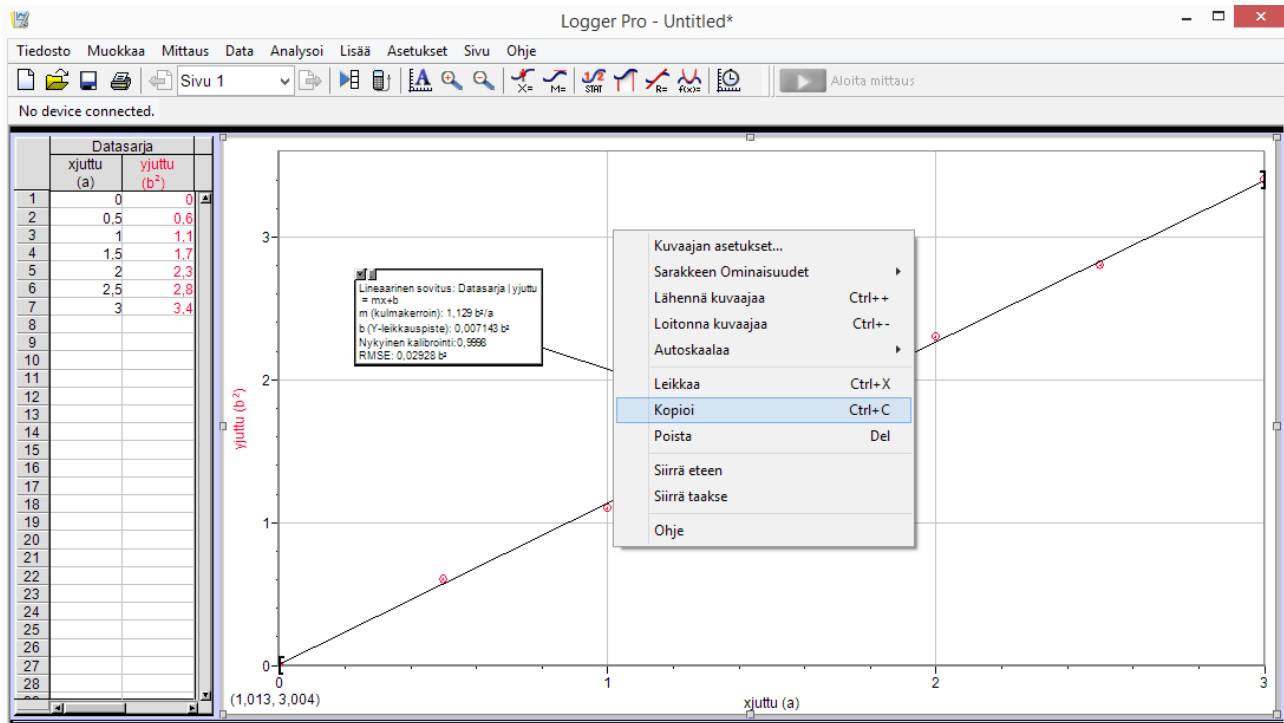 Logger Pro - Untitled*
Tiedosto Muokkaa Mittaus Data Analysoi Lisää Asetukset Sivu Ohje
Sivu 1
Aloita mittaus
No device connected.
Datasarja
xjuttu yjuttu
(a) (b²)
1 0 0
2 0,5 0,6
3 1 1,1
4 1,5 1,7
5 2 2,3
6 2,5 2,8
7 3 3,4
8
9
10
11
12
13
14
15
16
17
18
19
20
21
22
23
24
25
26
27
28
yjuttu (b²)
3
2
1
0
Lineaarinen sovitus: Datasarja | yjuttu
= mx+b
m (kulmakerroin): 1,129 b²/a
b (Y-leikkauspiste): 0,007143 b²
Nykyinen kalibrointi:0,9998
RMSE: 0,02928 b²
Kuvaajan asetukset...
Sarakkeen Ominaisuudet
Lähennä kuvaajaa Ctrl++
Loitonna kuvaajaa Ctrl+-
Autoskaalaa
Leikkaa Ctrl+X
Kopioi Ctrl+C
Poista Del
Siirrä eteen
Siirrä taakse
Ohje
0 1 2 3
(1,013, 3,004)
xjuttu (a)